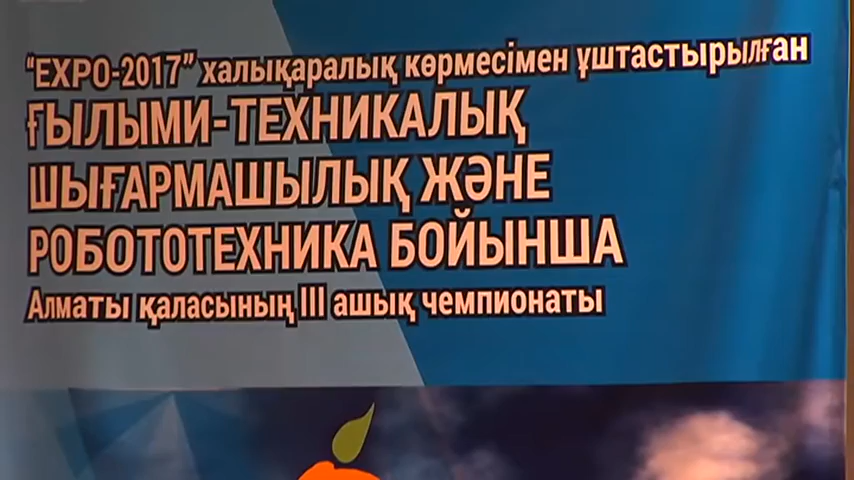 “EXPO-2017” халықаралық көрмесімен ұштастырылған
ҒЫЛЫМИ-ТЕХНИКАЛЫҚ
ШЫҒАРМАШЫЛЫҚ ЖӘНЕ
РОБОТОТЕХНИКА БОЙЫНША
Алматы қаласының III ашық чемпионаты